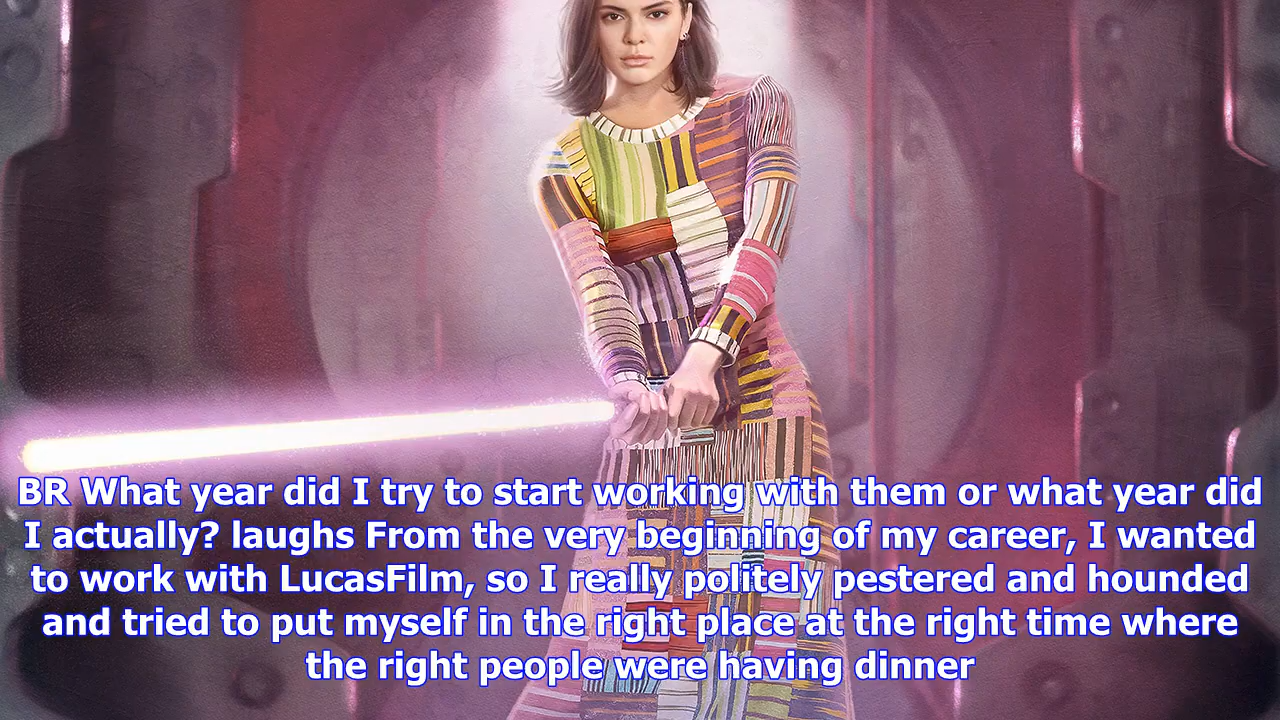 BR What year did I try to start working with them or what year did
I actually? laughs From the very beginning of my career, I wanted
to work with LucasFilm, so I really politely pestered and hounded
and tried to put myself in the right place at the right time where
the right people were having dinner